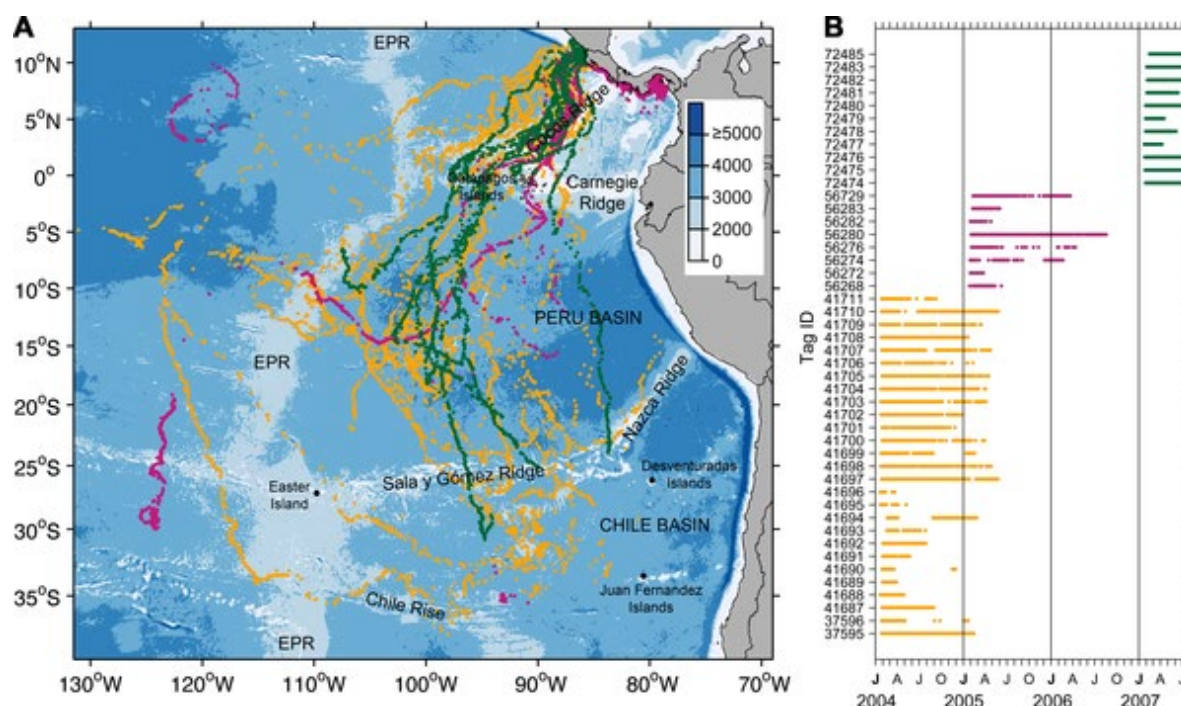 A
EPR
10°N
5°N
0°
5°S
10°S
15°S
20°S
25°S
30°S
35°S
Cocos Ridge
Islands
Carnegie
Ridge
≥5000
4000
3000
2000
0
PERU BASIN
EPR
Nazca Ridge
Sala y Gómez Ridge
Easter
Island
Desventuradas
Islands
CHILE BASIN
Juan Fernandez
Islands
Chile Rise
EPR
130°W 120°W 110°W 100°W 90°W 80°W 70°W
B
Tag ID
72485
72483
72482
72481
72480
72479
72478
72477
72476
72475
72474
56729
56283
56282
56280
56276
56274
56272
56268
41711
41710
41709
41708
41707
41706
41705
41704
41703
41702
41701
41700
41699
41698
41697
41696
41695
41694
41693
41692
41691
41690
41689
41688
41687
37596
37595
J A J O J A J O J A J O J A J
2004 2005 2006 2007